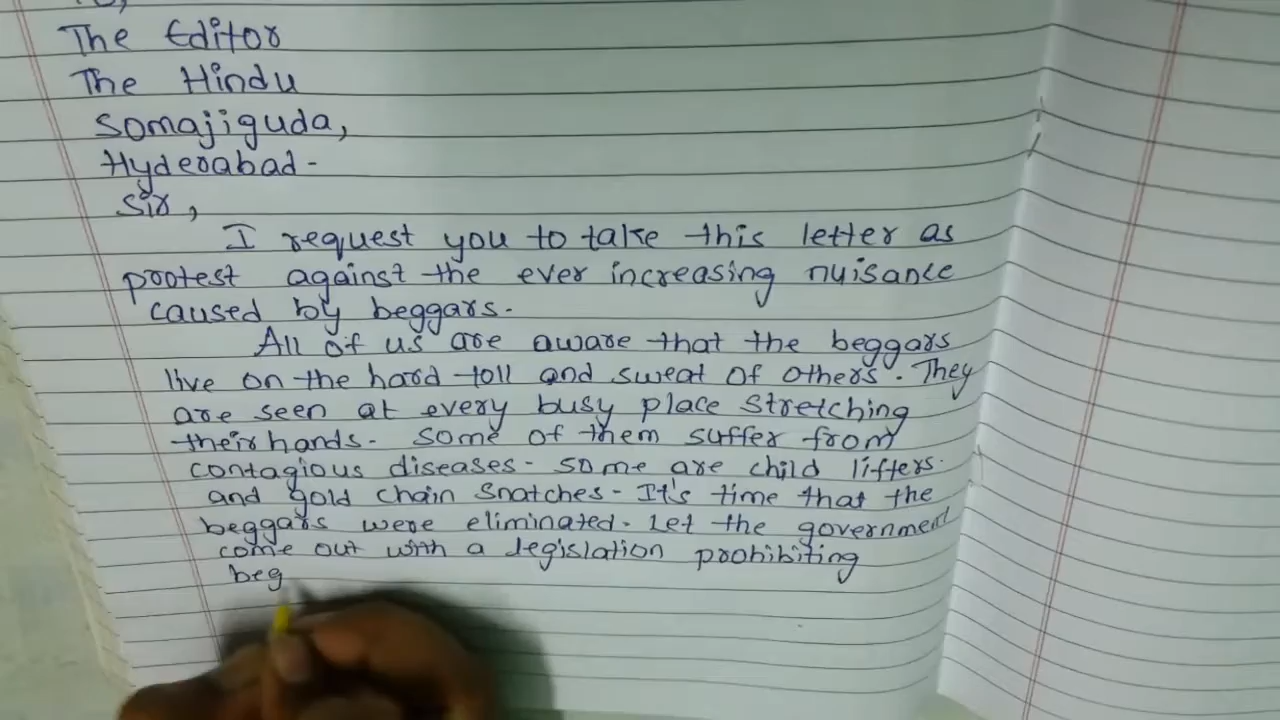 To,
The Editor
The Hindu
Somajiguda,
Hyderabad-
Sir,
I request you to take this letter as
protest against the ever increasing nuisance
caused by beggars.
All of us are aware that the beggars
live on the hard toll and sweat of others. They
are seen at every busy place stretching
their hands. Some of them suffer from
contagious diseases. Some are child lifters.
and gold chain snatches. It's time that the
beggars were eliminated. Let the government
come out with a legislation prohibiting
beg